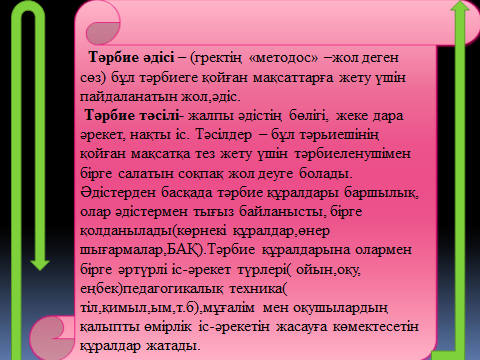 Тәрбие әдісі – (гректің «методос» –жол деген
сөз) бұл тәрбиеге қойған мақсаттарға жету үшін
пайдаланатын жол,әдіс.
Тәрбие тәсілі- жалпы әдістің бөлігі, жеке дара
әрекет, нақты іс. Тәсілдер – бұл тәрьиешінің
қойған мақсатқа тез жету үшін тәрбиеленушімен
бірге салатын соқпақ жол деуге болады.
Әдістерден басқада тәрбие құралдары баршылық,
олар әдістермен тығыз байланысты, бірге
қолданылады(көрнекі құралдар,өнер
шығармалар,БАҚ).Тәрбие құралдарына олармен
бірге әртүрлі іс-әрекет түрлері( ойын,оқу,
еңбек)педагогикалық техника(
тіл,қимыл,ым,т.б),мұғалім мен оқушылардың
қалыпты өмірлік іс-әрекетін жасауға көмектесетін
құралдар жатады.